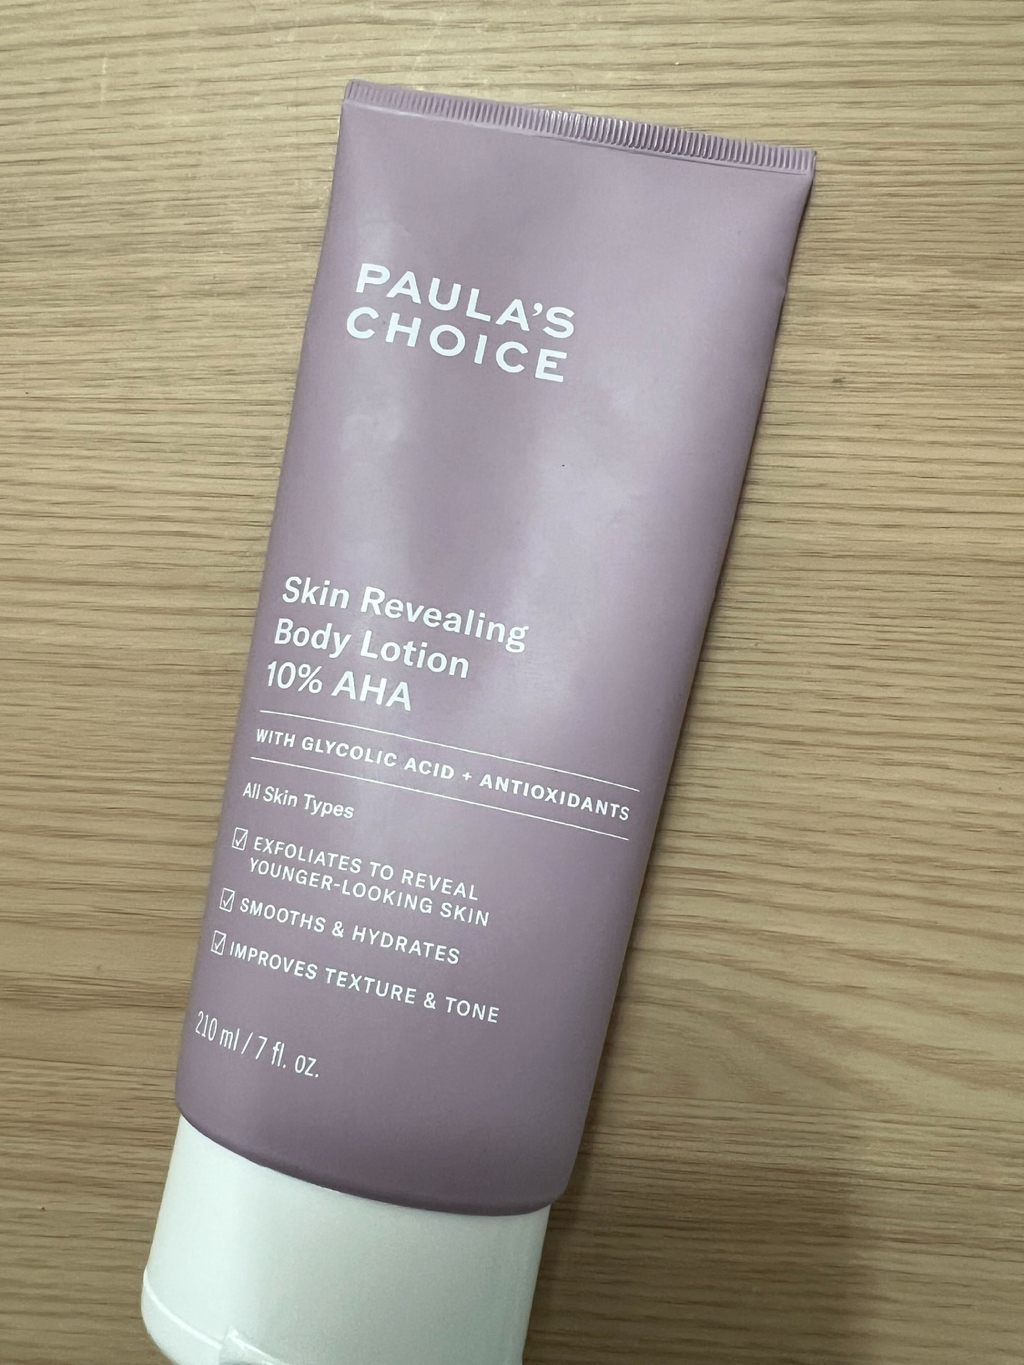 PAULA'S
CHOICE
Skin Revealing
Body Lotion
10% AHA
WITH GLYCOLIC ACID + ANTIOXIDANTS
All Skin Types
☑ EXFOLIATES TO REVEAL
YOUNGER-LOOKING SKIN
☑ SMOOTHS & HYDRATES
☑ IMPROVES TEXTURE & TONE
210 ml / 7 fl. oz.